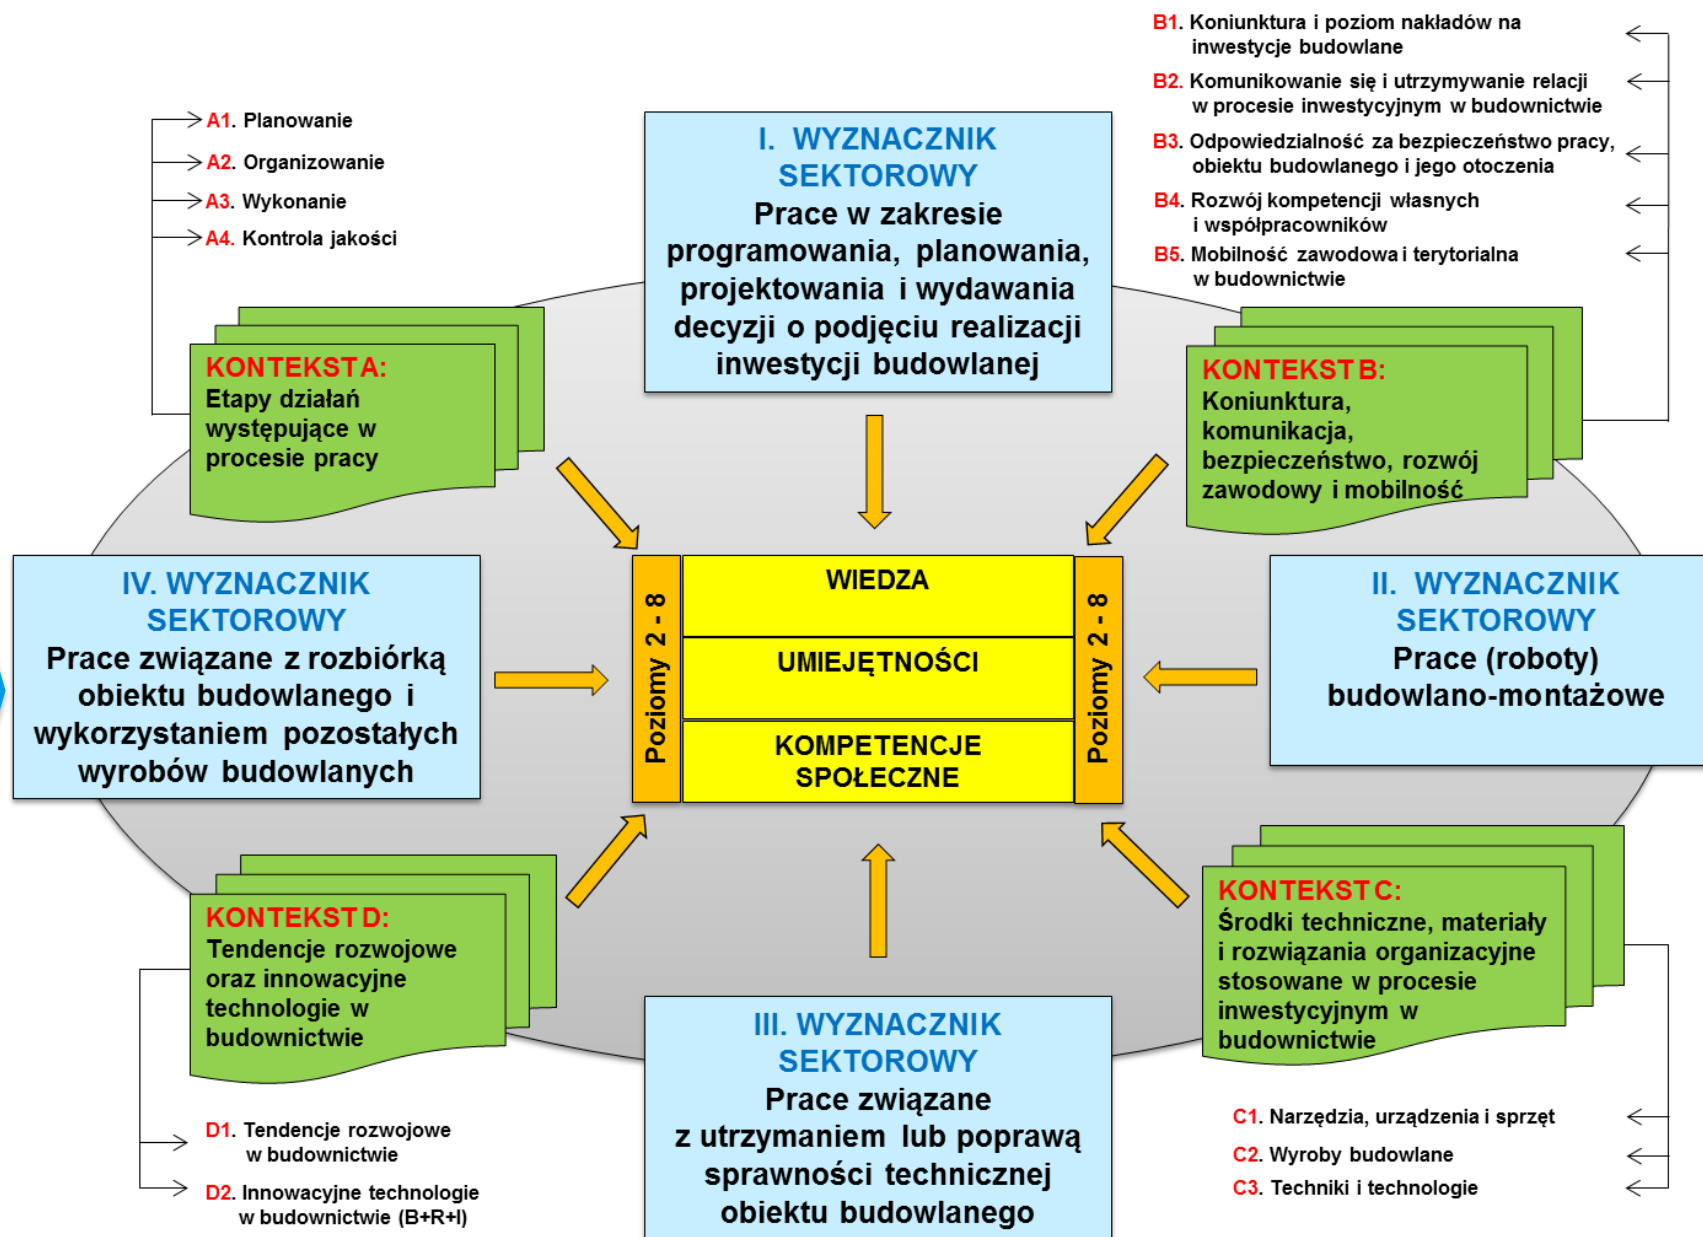 B1. Koniunktura i poziom nakładów na
inwestycje budowlane
B2. Komunikowanie się i utrzymywanie relacji
w procesie inwestycyjnym w budownictwie
B3. Odpowiedzialność za bezpieczeństwo pracy,
obiektu budowlanego i jego otoczenia
B4. Rozwój kompetencji własnych
i współpracowników
B5. Mobilność zawodowa i terytorialna
w budownictwie
A1. Planowanie
A2. Organizowanie
A3. Wykonanie
A4. Kontrola jakości
I. WYZNACZNIK
SEKTOROWY
Prace w zakresie
programowania, planowania,
projektowania i wydawania
decyzji o podjęciu realizacji
inwestycji budowlanej
KONTEKST A:
Etapy działań
występujące w
procesie pracy
KONTEKST B:
Koniunktura,
komunikacja,
bezpieczeństwo, rozwój
zawodowy i mobilność
IV. WYZNACZNIK
SEKTOROWY
Prace związane z rozbiórką
obiektu budowlanego i
wykorzystaniem pozostałych
wyrobów budowlanych
Poziomy 2 - 8
WIEDZA
UMIEJĘTNOŚCI
KOMPETENCJE
SPOŁECZNE
Poziomy 2 - 8
II. WYZNACZNIK
SEKTOROWY
Prace (roboty)
budowlano-montażowe
KONTEKST D:
Tendencje rozwojowe
oraz innowacyjne
technologie w
budownictwie
KONTEKST C:
Środki techniczne, materiały
i rozwiązania organizacyjne
stosowane w procesie
inwestycyjnym w
budownictwie
III. WYZNACZNIK
SEKTOROWY
Prace związane
z utrzymaniem lub poprawą
sprawności technicznej
obiektu budowlanego
D1. Tendencje rozwojowe
w budownictwie
D2. Innowacyjne technologie
w budownictwie (B+R+I)
C1. Narzędzia, urządzenia i sprzęt
C2. Wyroby budowlane
C3. Techniki i technologie